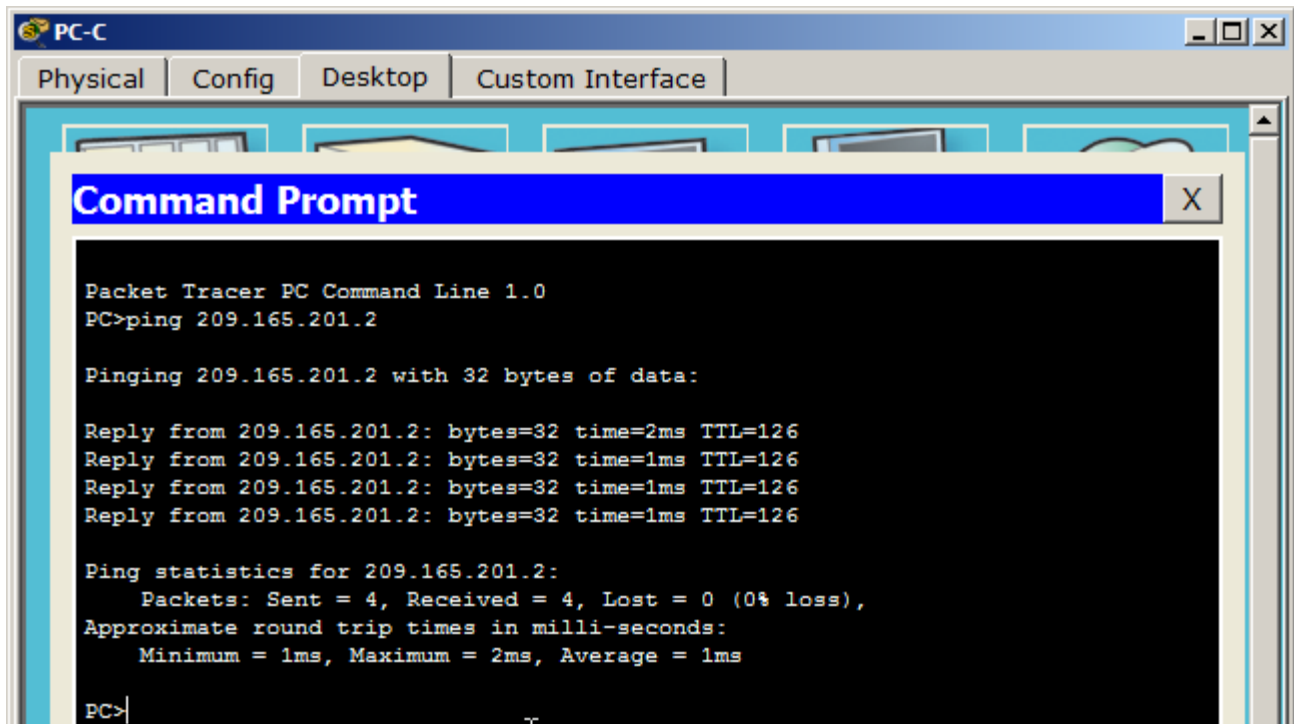 PC-C
Physical Config Desktop Custom Interface
Command Prompt X
Packet Tracer PC Command Line 1.0
PC>ping 209.165.201.2
Pinging 209.165.201.2 with 32 bytes of data:
Reply from 209.165.201.2: bytes=32 time=2ms TTL=126
Reply from 209.165.201.2: bytes=32 time=1ms TTL=126
Reply from 209.165.201.2: bytes=32 time=1ms TTL=126
Reply from 209.165.201.2: bytes=32 time=1ms TTL=126
Ping statistics for 209.165.201.2:
Packets: Sent = 4, Received = 4, Lost = 0 (0% loss),
Approximate round trip times in milli-seconds:
Minimum = 1ms, Maximum = 2ms, Average = 1ms
PC>